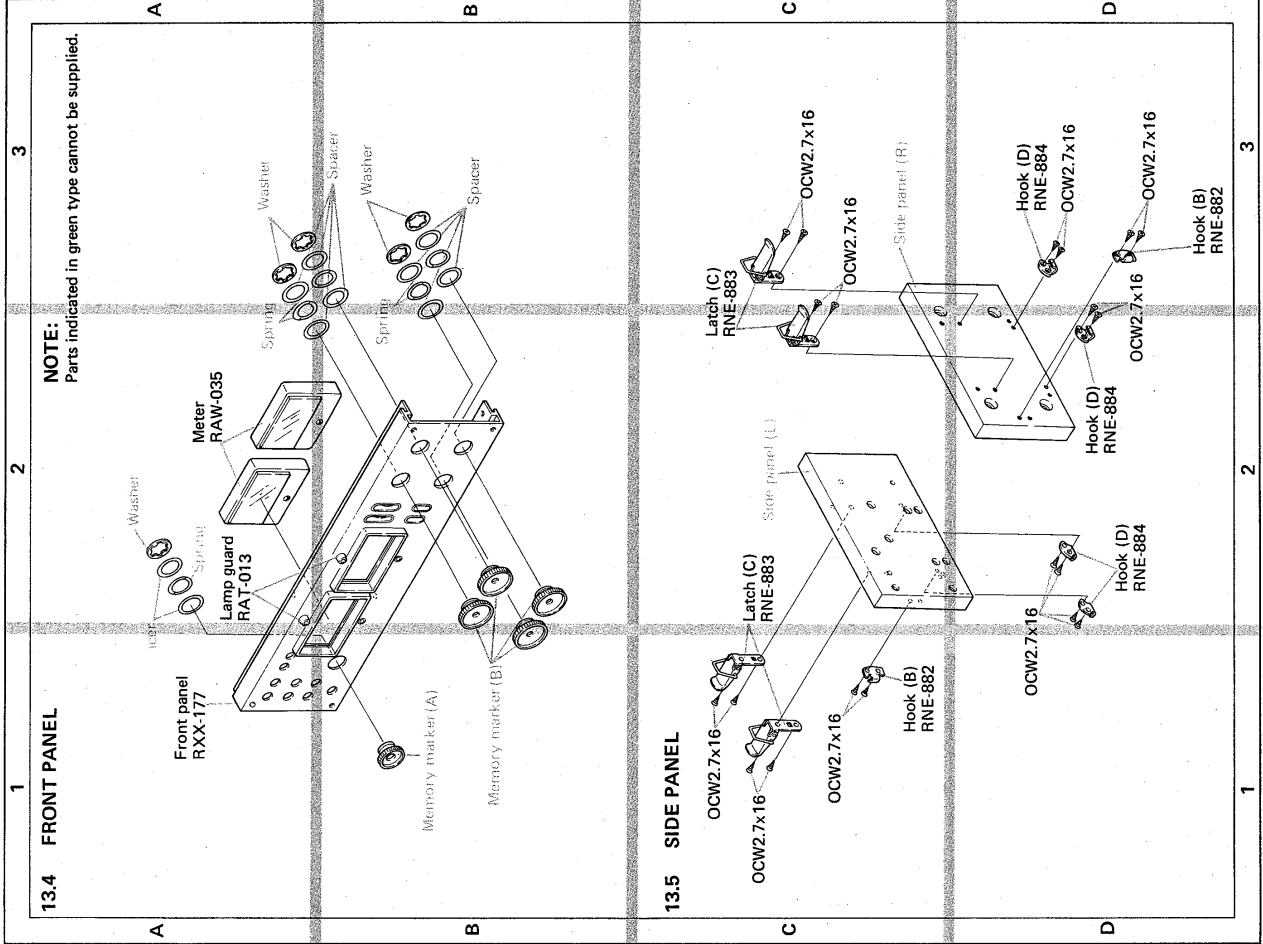 1
2
3
A
B
C
D
13.4 FRONT PANEL
NOTE:
Parts indicated in green type cannot be supplied.
Front panel
RXX-177
Washer
Spring
Lamp guard
RAT-013
Meter
RAW-035
Washer
Spring
Spacer
Washer
Spring
Spacer
Memory marker (A)
Memory marker (B)
13.5 SIDE PANEL
OCW2.7x16
OCW2.7x16
Latch (C)
RNE-883
OCW2.7x16
Hook (B)
RNE-882
OCW2.7x16
Hook (D)
RNE-884
Side panel (L)
Latch (C)
RNE-883
OCW2.7x16
OCW2.7x16
Side panel (R)
Hook (D)
RNE-884
OCW2.7x16
Hook (D)
RNE-884
OCW2.7x16
OCW2.7x16
Hook (B)
RNE-882
A
B
C
D
1
2
3